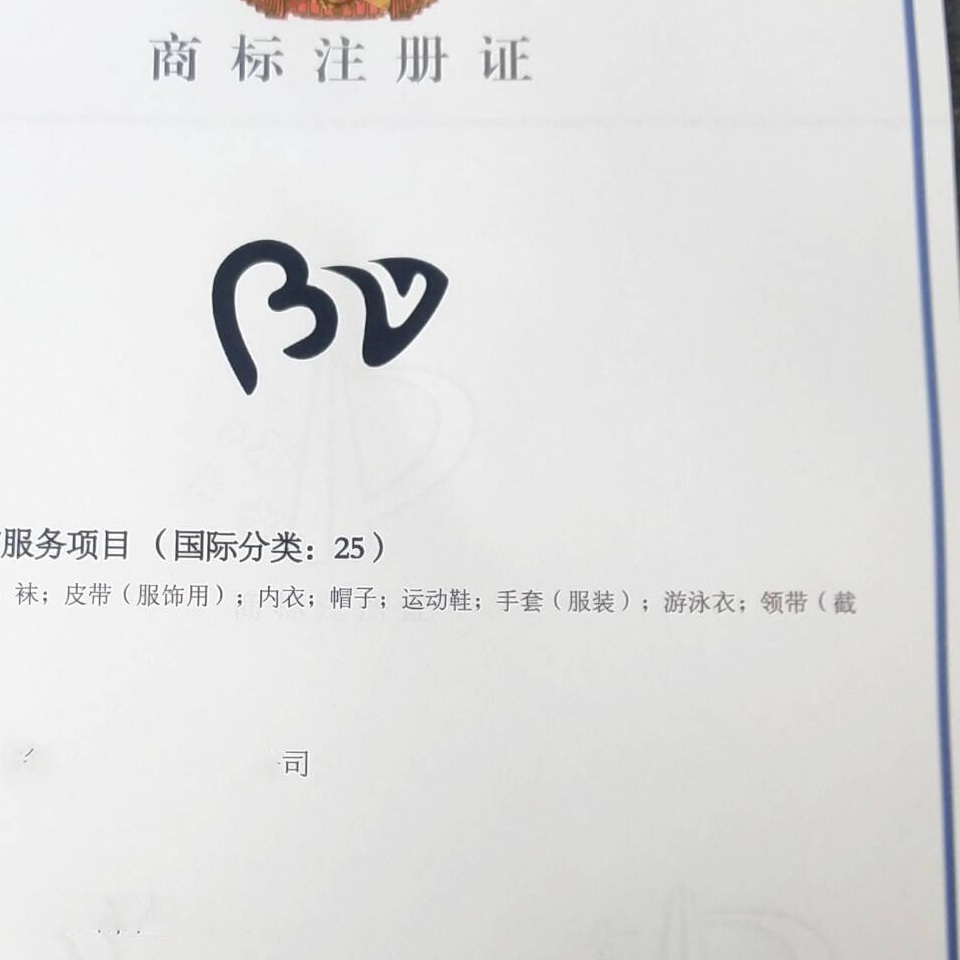 商标注册证
BV
服务项目（国际分类：25）
袜；皮带（服饰用）；内衣；帽子；运动鞋；手套（服装）；游泳衣；领带（截
司